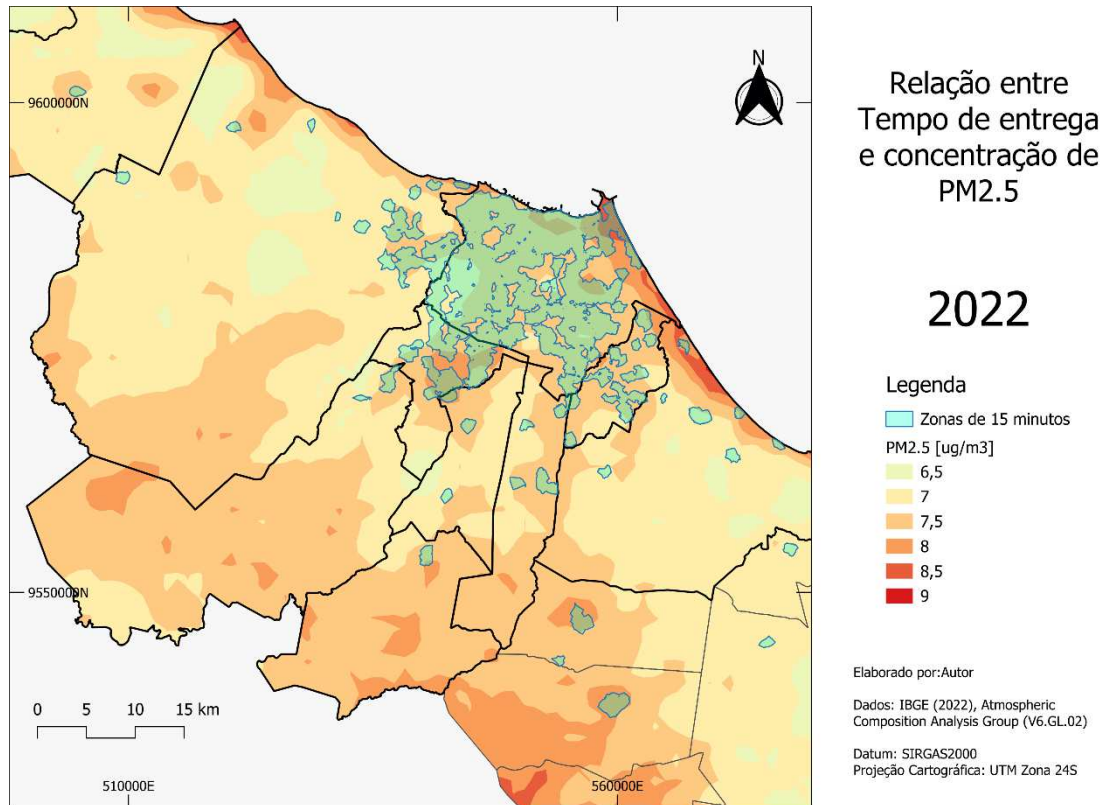 9600000N
9550000N
N
0 5 10 15 km
510000E
560000E
Relação entre
Tempo de entrega
e concentração de
PM2.5
2022
Legenda
Zonas de 15 minutos
PM2.5 [ug/m3]
6,5
7
7,5
8
8,5
9
Elaborado por:Autor
Dados: IBGE (2022), Atmospheric
Composition Analysis Group (V6.GL.02)
Datum: SIRGAS2000
Projeção Cartográfica: UTM Zona 24S